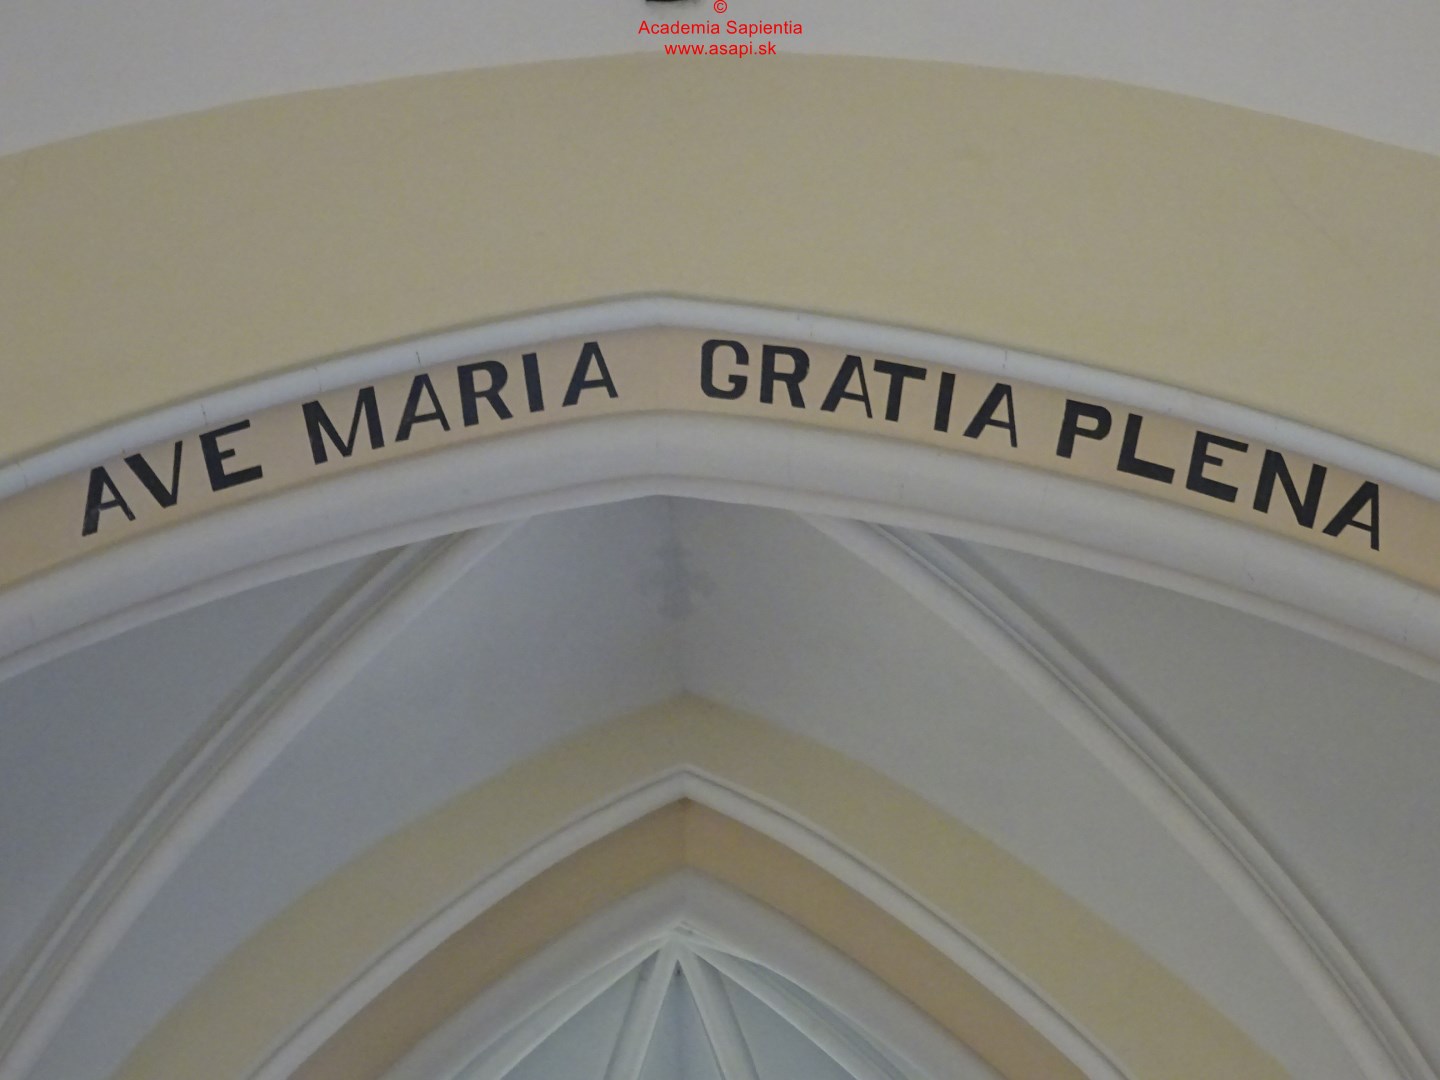 ©
Academia Sapientia
www.asapi.sk
AVE MARIA GRATIA PLENA